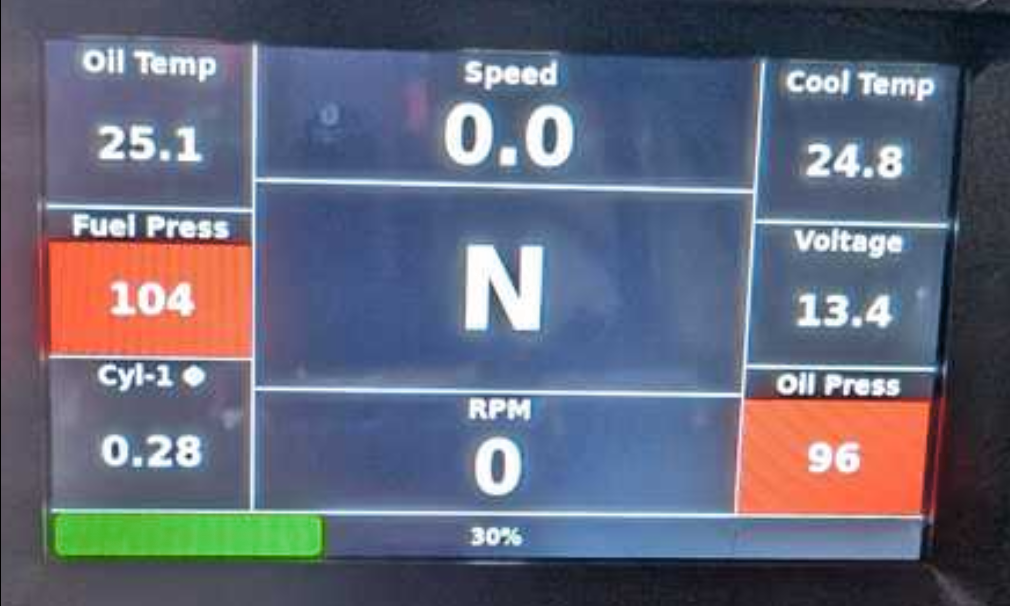 Oil Temp
25.1
Fuel Press
104
Cyl-1
0.28
Speed
0.0
N
RPM
0
Cool Temp
24.8
Voltage
13.4
Oil Press
96
30%